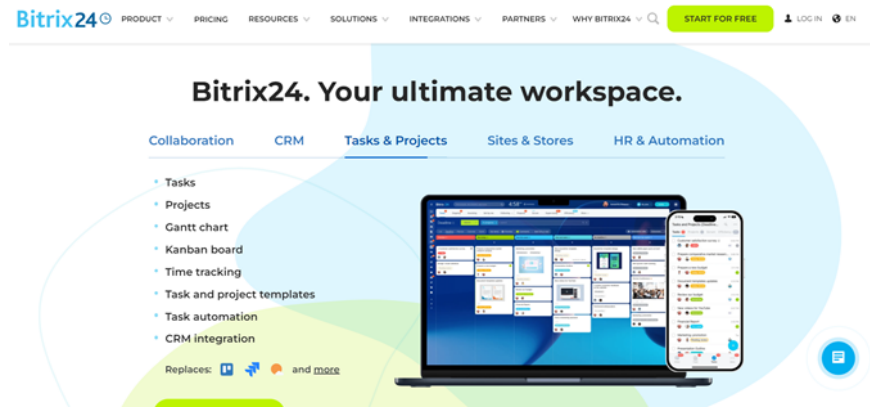 Bitrix24
PRODUCT PRICING RESOURCES SOLUTIONS INTEGRATIONS PARTNERS WHY BITRIX24 START FOR FREE LOG IN EN
Bitrix24. Your ultimate workspace.
Collaboration CRM Tasks & Projects Sites & Stores HR & Automation
Tasks
Projects
Gantt chart
Kanban board
Time tracking
Task and project templates
Task automation
CRM integration
Replaces: and more